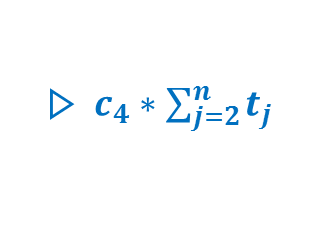 ▷ c₄ * ∑ⁿⱼ₌₂ tⱼ